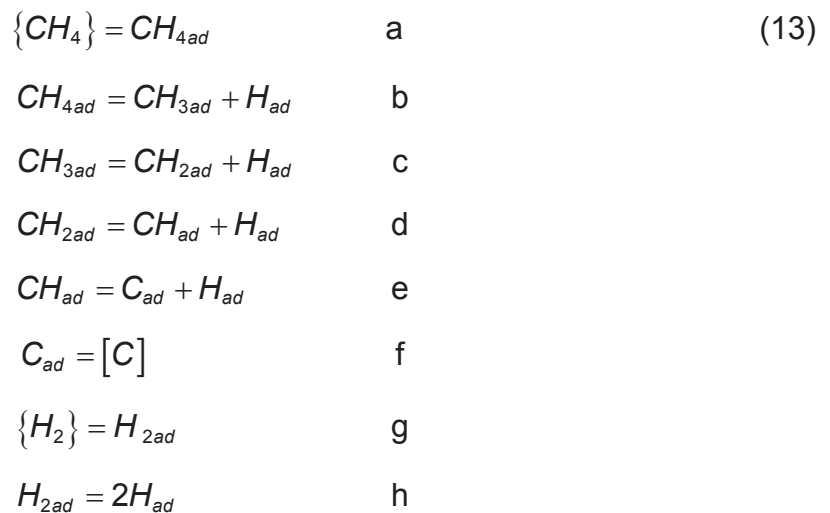 {CH₄} = CH₄ad a (13)
CH₄ad = CH₃ad + Had b
CH₃ad = CH₂ad + Had c
CH₂ad = CHad + Had d
CHad = Cad + Had e
Cad = [C] f
{H₂} = H₂ad g
H₂ad = 2Had h